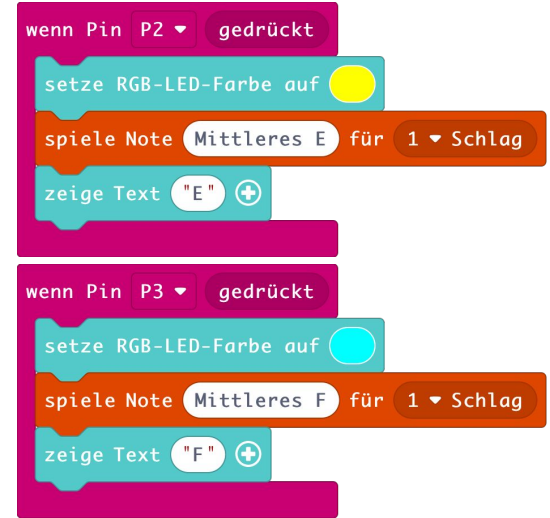 wenn Pin P2 gedrückt
setze RGB-LED-Farbe auf
spiele Note Mittleres E für 1 Schlag
zeige Text "E"
wenn Pin P3 gedrückt
setze RGB-LED-Farbe auf
spiele Note Mittleres F für 1 Schlag
zeige Text "F"